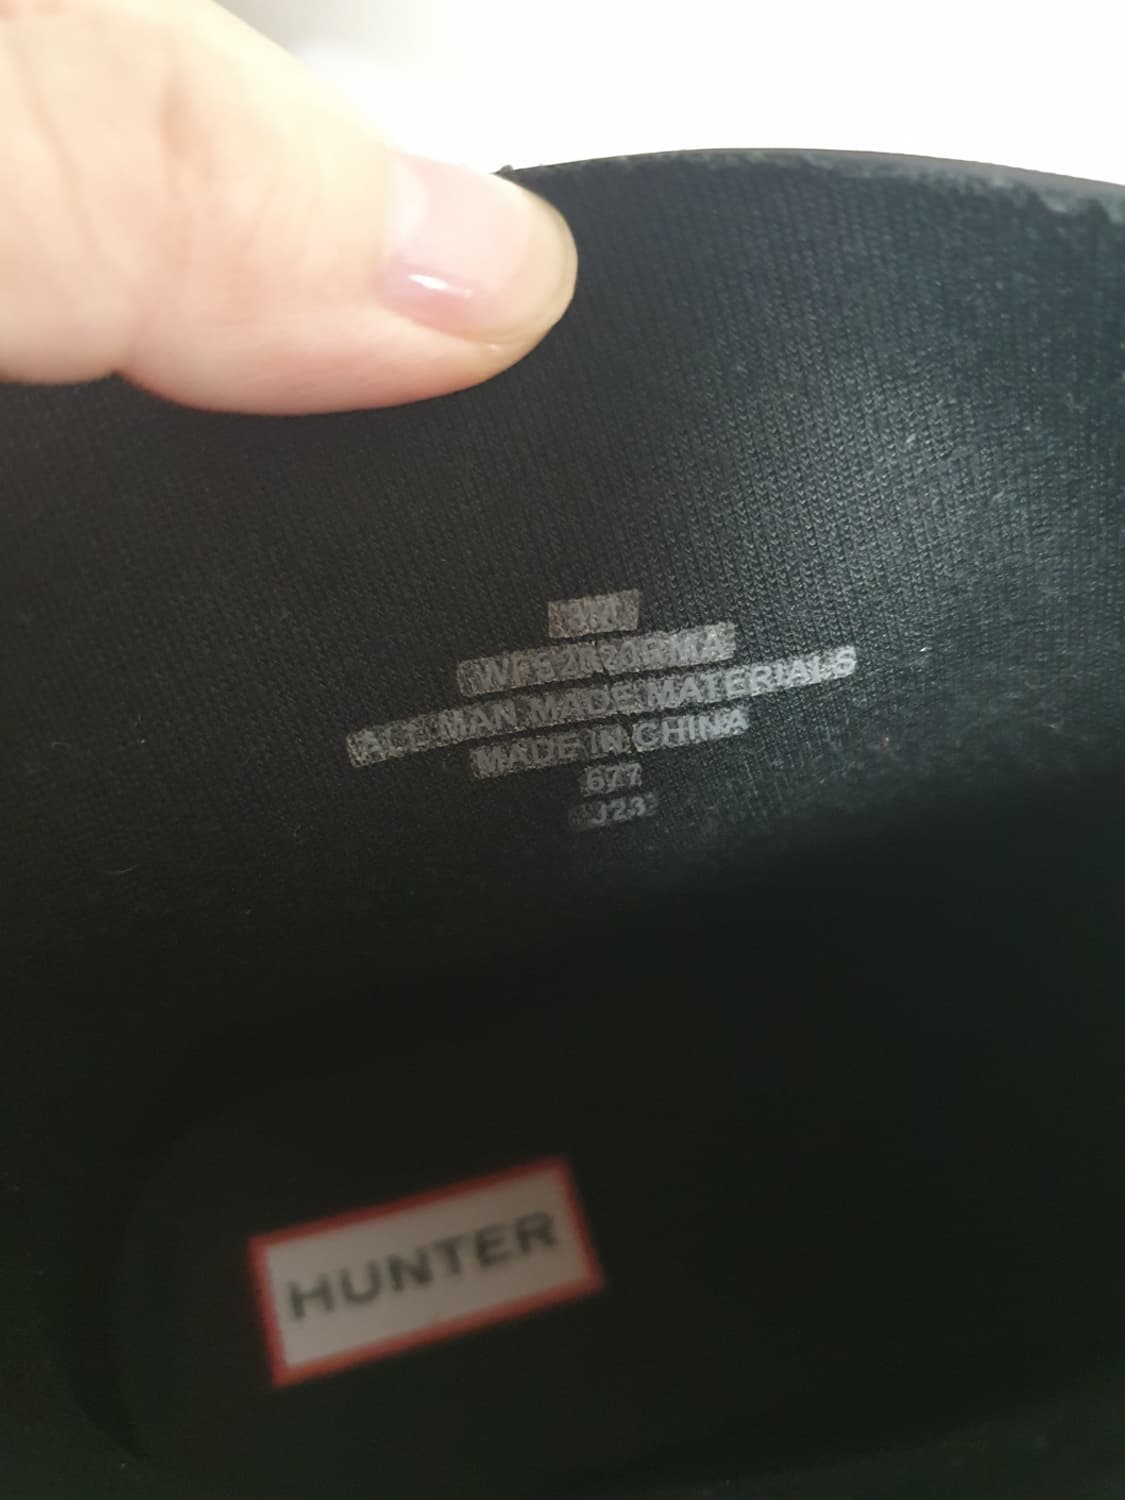 ALL MAN MADE MATERIALS
MADE IN CHINA
677
J23
HUNTER